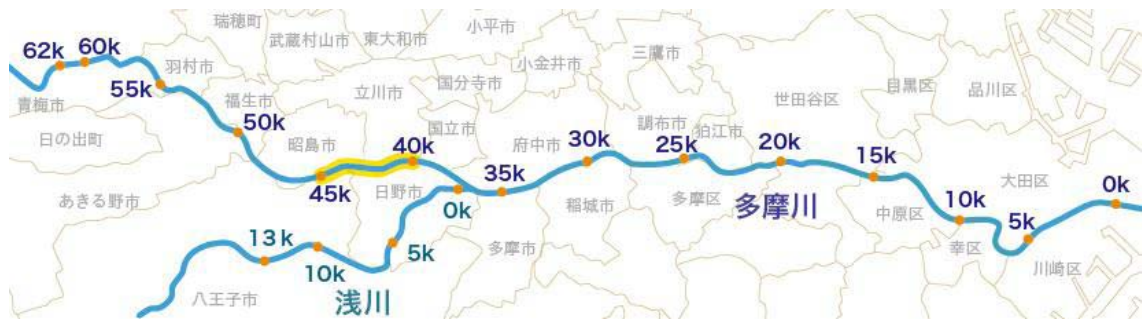 瑞穂町
武蔵村山市
東大和市
小平市
小金井市
三鷹市
62k
60k
羽村市
55k
青梅市
日の出町
福生市
50k
立川市
国分寺市
国立市
昭島市
40k
府中市
30k
調布市
狛江市
25k
世田谷区
20k
目黒区
品川区
15k
大田区
0k
あきる野市
45k
日野市
0k
35k
稲城市
多摩区
多摩川
中原区
10k
5k
幸区
川崎区
13k
10k
5k
多摩市
八王子市
浅川